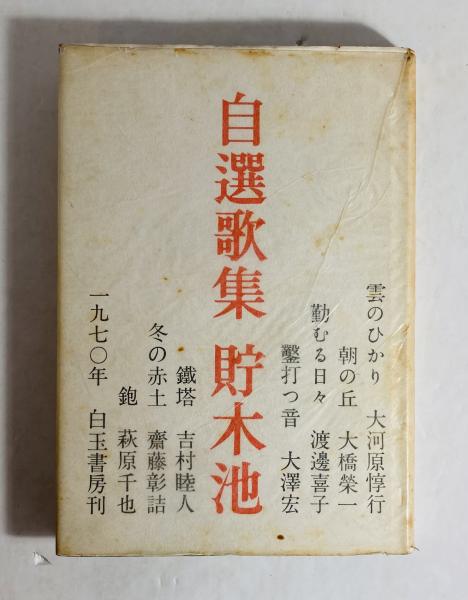 雲のひかり 大河原惇行
朝の丘 大橋榮一
勤むる日々 渡邊喜子
鑿打つ音 大澤宏
自選歌集 貯木池
鐵塔 吉村睦人
冬の赤土 齋藤彰詰
鉋 萩原千也
一九七〇年 白玉書房刊